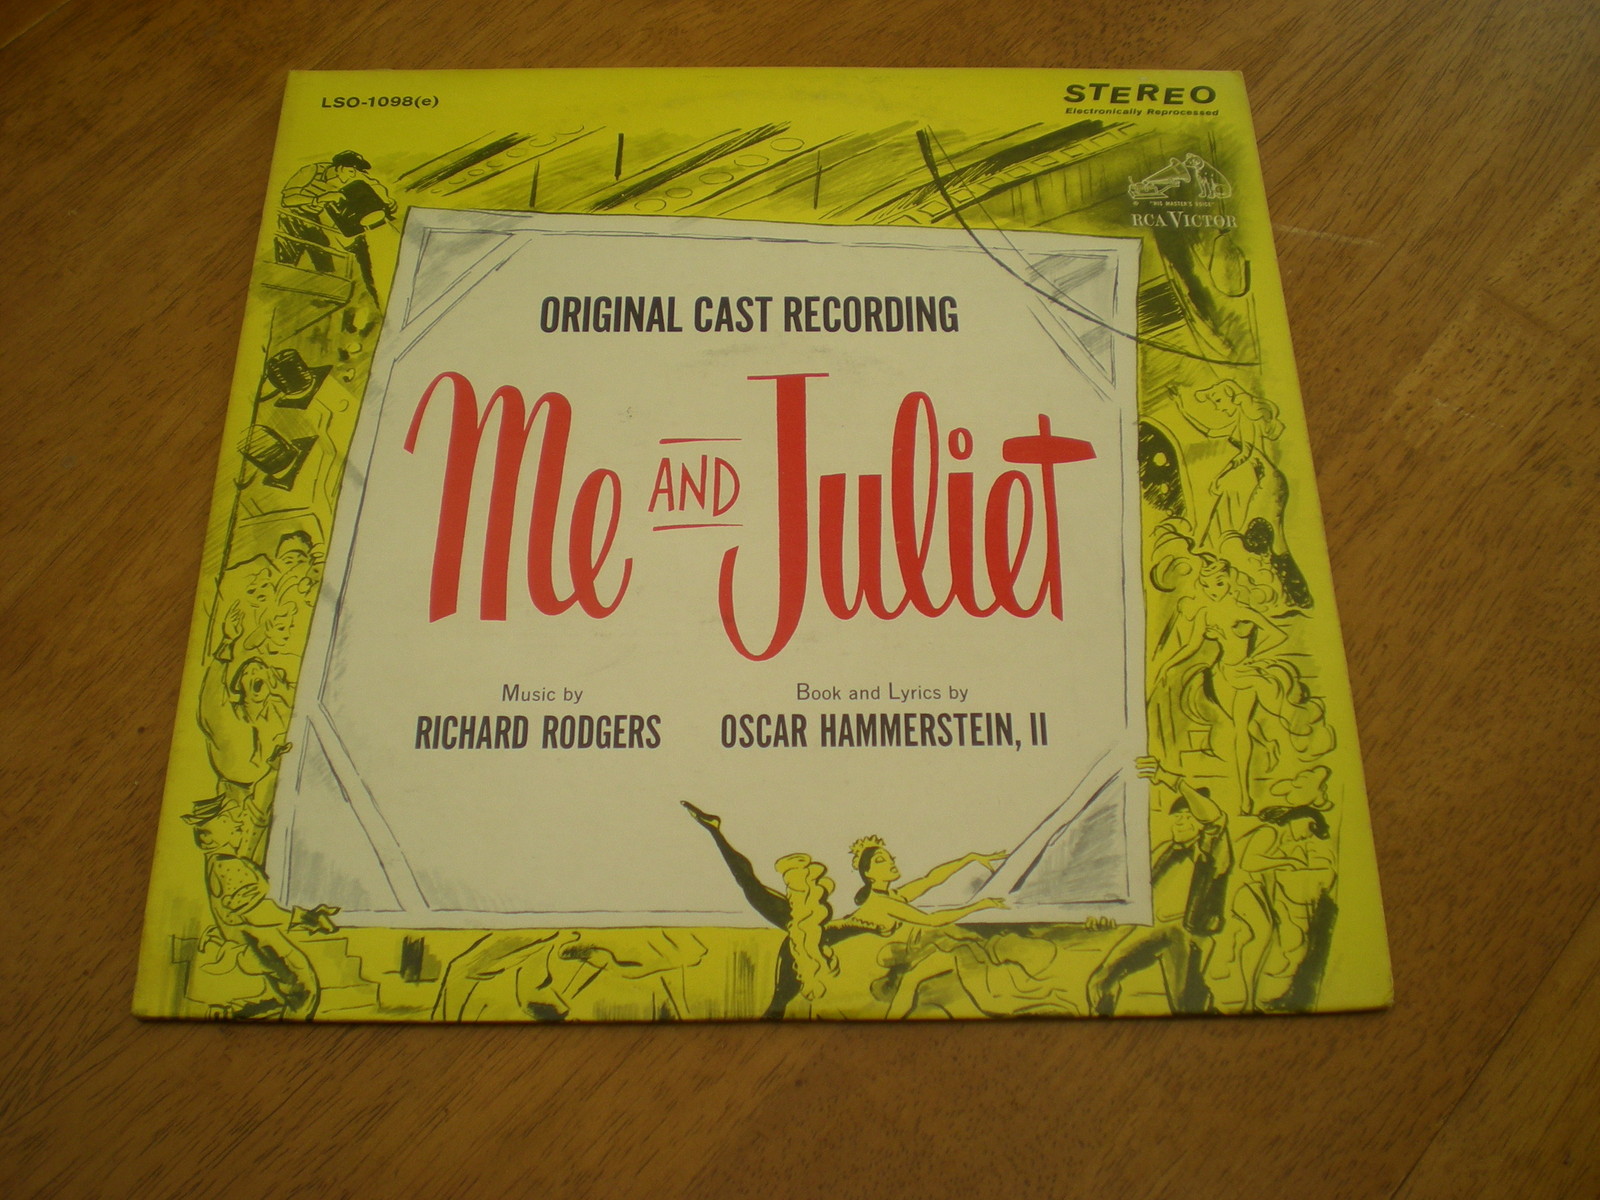 LSO-1098(e)
STEREO
Electronically Reprocessed
"HIS MASTER'S VOICE"
RCA VICTOR
ORIGINAL CAST RECORDING
Me AND Juliet
Music by
RICHARD RODGERS
Book and Lyrics by
OSCAR HAMMERSTEIN, II